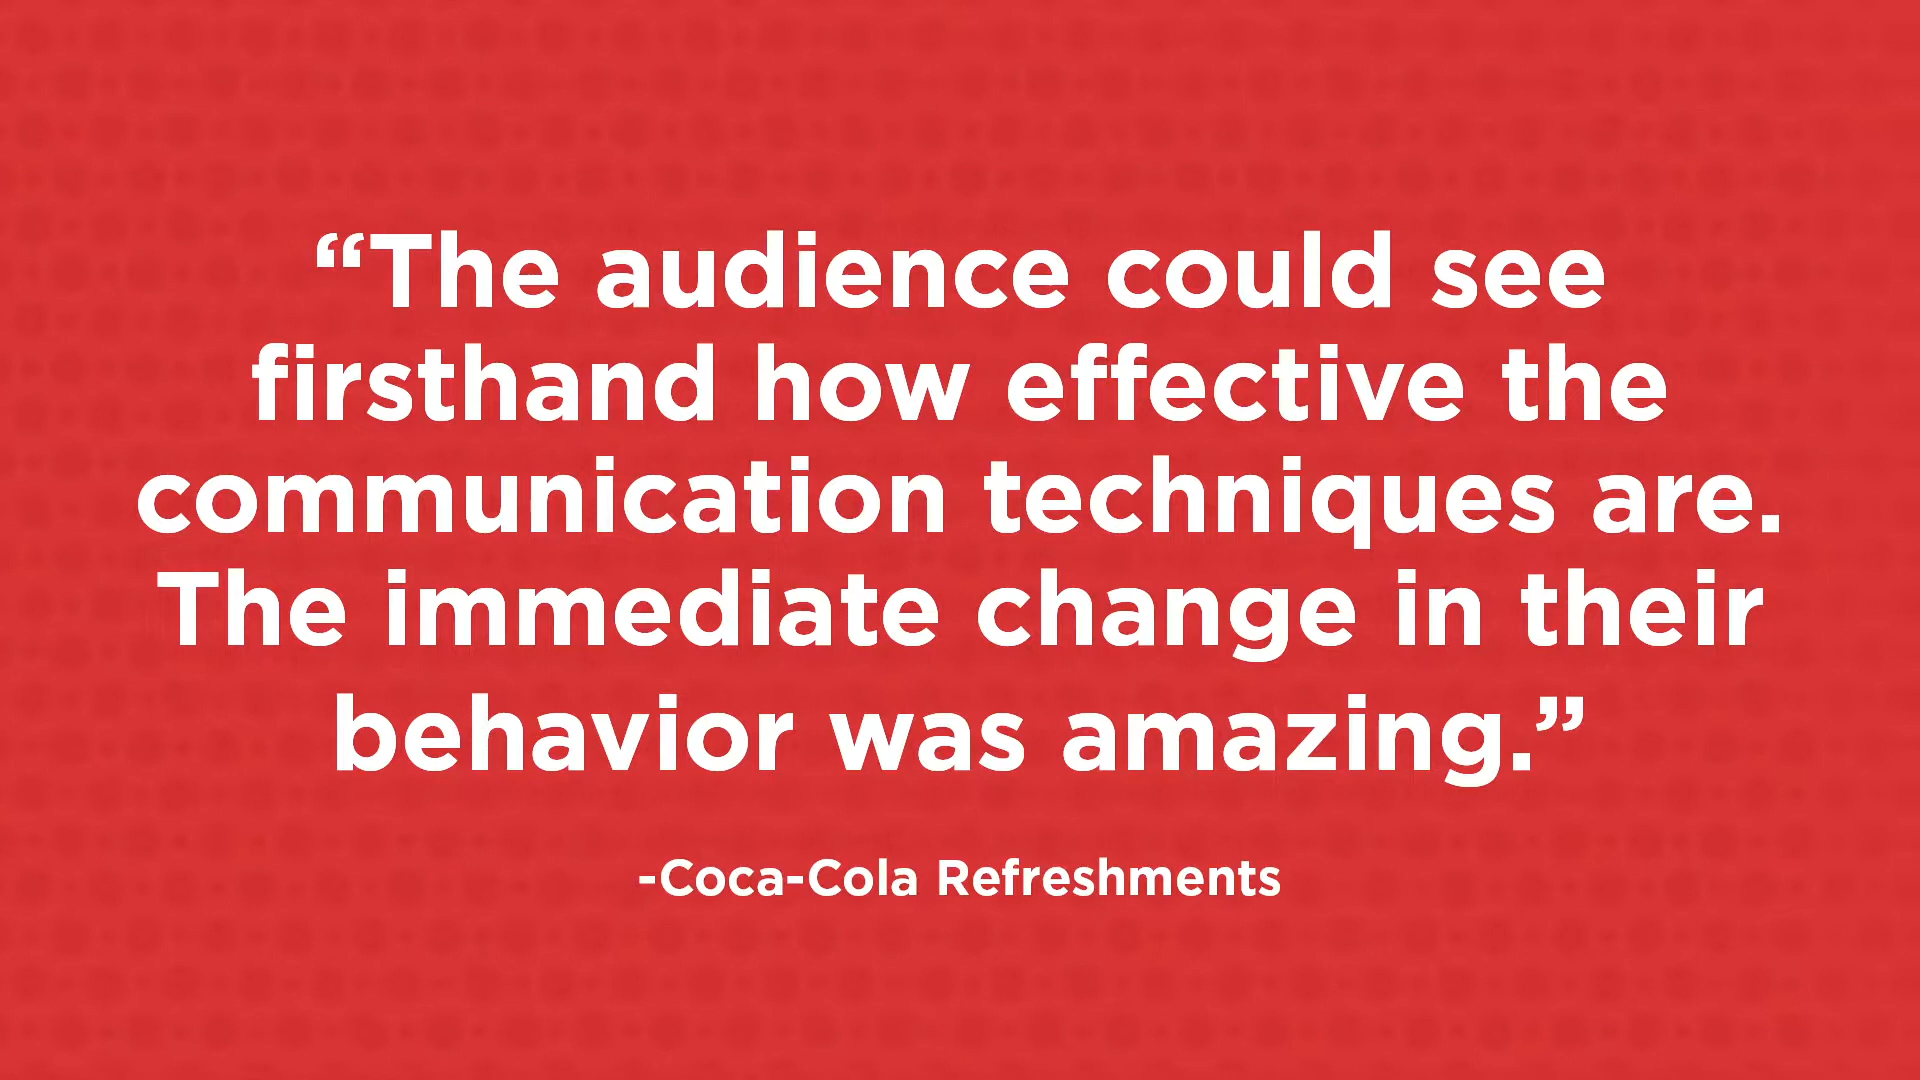 “The audience could see
firsthand how effective the
communication techniques are.
The immediate change in their
behavior was amazing.”
-Coca-Cola Refreshments